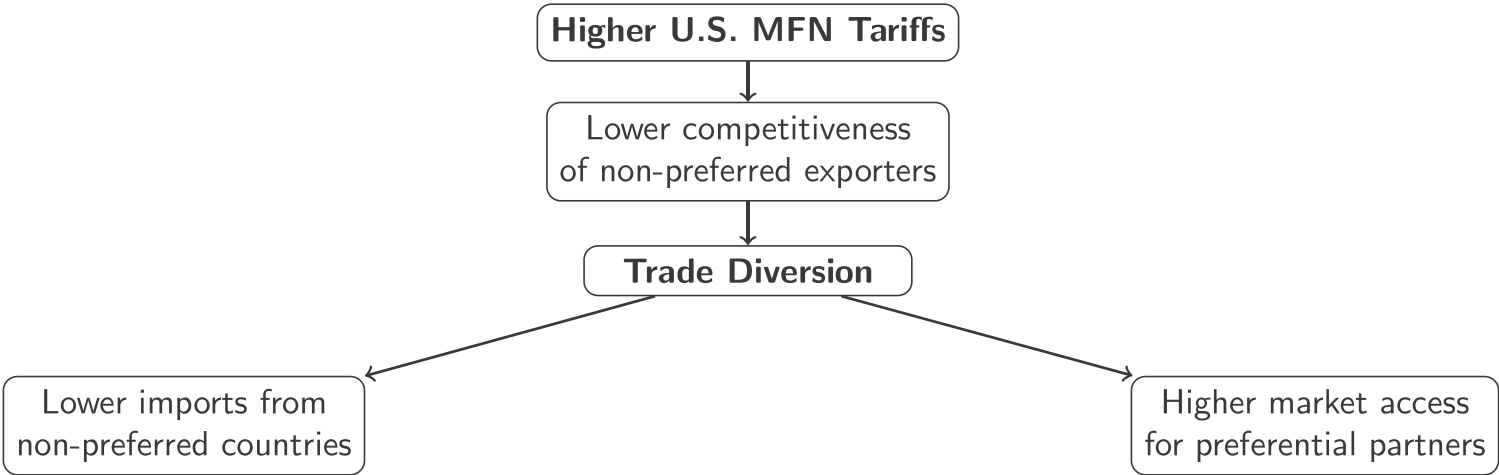 Higher U.S. MFN Tariffs
Lower competitiveness
of non-preferred exporters
Trade Diversion
Lower imports from
non-preferred countries
Higher market access
for preferential partners